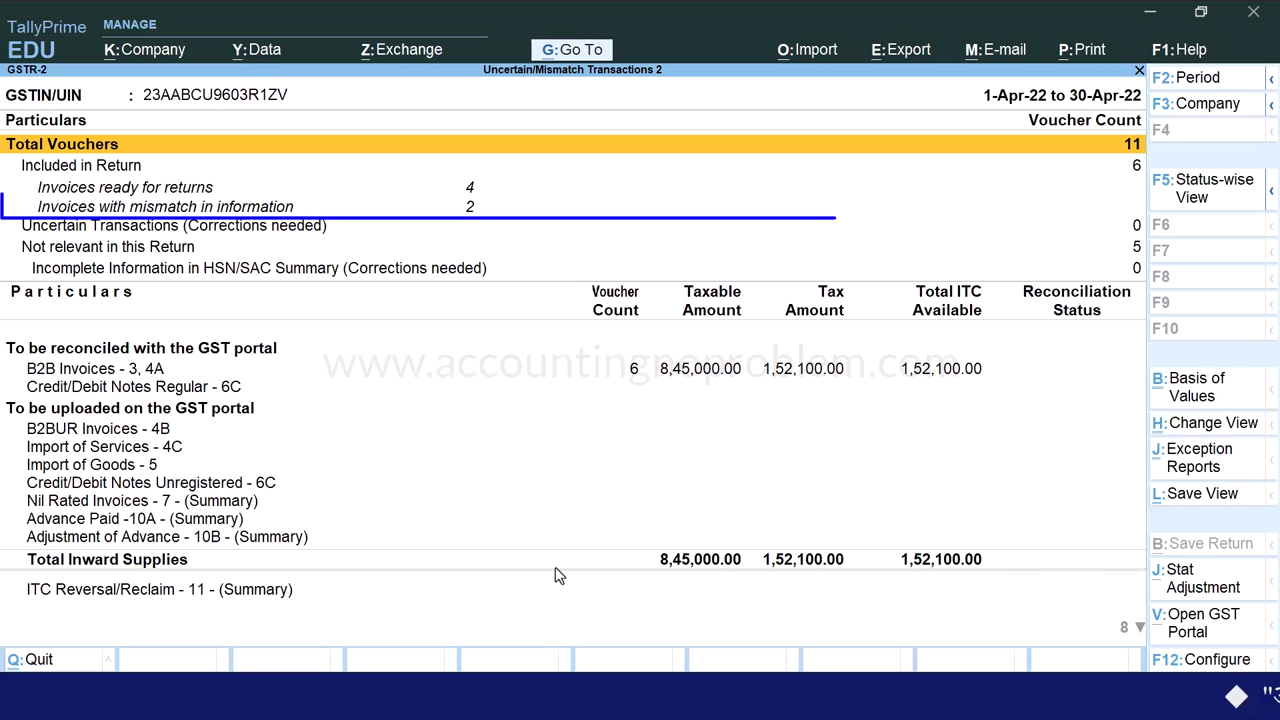 TallyPrime MANAGE
EDU K:Company Y:Data Z:Exchange G:Go To O:Import E:Export M:E-mail P:Print F1:Help
GSTR-2 Uncertain/Mismatch Transactions 2
GSTIN/UIN : 23AABCU9603R1ZV 1-Apr-22 to 30-Apr-22
Particulars Voucher Count
Total Vouchers 11
Included in Return 6
Invoices ready for returns 4
Invoices with mismatch in information 2
Uncertain Transactions (Corrections needed) 0
Not relevant in this Return 5
Incomplete Information in HSN/SAC Summary (Corrections needed) 0
Particulars Voucher Taxable Tax Total ITC Reconciliation
Count Amount Amount Available Status
To be reconciled with the GST portal
www.accountingnoproblem.com
B2B Invoices - 3, 4A 6 8,45,000.00 1,52,100.00 1,52,100.00
Credit/Debit Notes Regular - 6C
To be uploaded on the GST portal
B2BUR Invoices - 4B
Import of Services - 4C
Import of Goods - 5
Credit/Debit Notes Unregistered - 6C
Nil Rated Invoices - 7 - (Summary)
Advance Paid -10A - (Summary)
Adjustment of Advance - 10B - (Summary)
Total Inward Supplies 8,45,000.00 1,52,100.00 1,52,100.00
ITC Reversal/Reclaim - 11 - (Summary)
8
F2:Period
F3:Company
F4
F5:Status-wise
View
F6
F7
F8
F9
F10
B:Basis of
Values
H:Change View
J:Exception
Reports
L:Save View
B:Save Return
J:Stat
Adjustment
V:Open GST
Portal
F12:Configure
Q:Quit